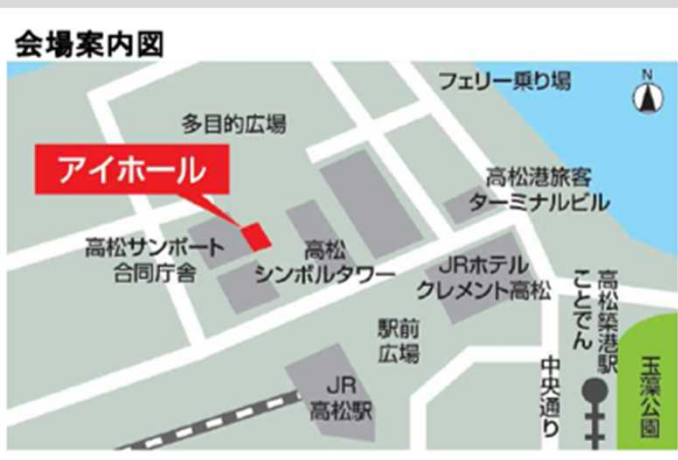 会場案内図
フェリー乗り場
N
多目的広場
アイホール
高松港旅客
ターミナルビル
高松サンポート
合同庁舎
高松
シンボルタワー
JRホテル
クレメント高松
高松築港駅
ことでん
駅前
広場
中央通り
玉藻公園
JR
高松駅